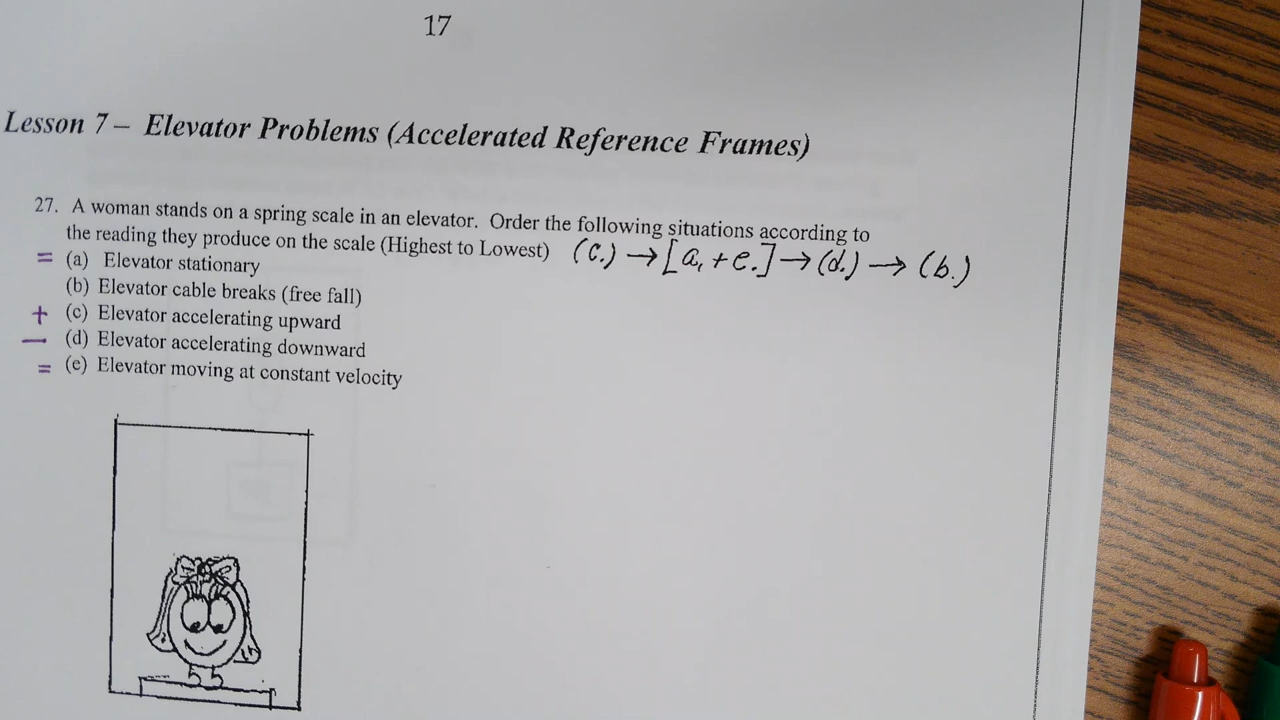 17
Lesson 7 – Elevator Problems (Accelerated Reference Frames)
27. A woman stands on a spring scale in an elevator. Order the following situations according to
the reading they produce on the scale (Highest to Lowest) (c.) → [a, + e.] → (d.) → (b.)
= (a) Elevator stationary
(b) Elevator cable breaks (free fall)
+ (c) Elevator accelerating upward
— (d) Elevator accelerating downward
= (e) Elevator moving at constant velocity